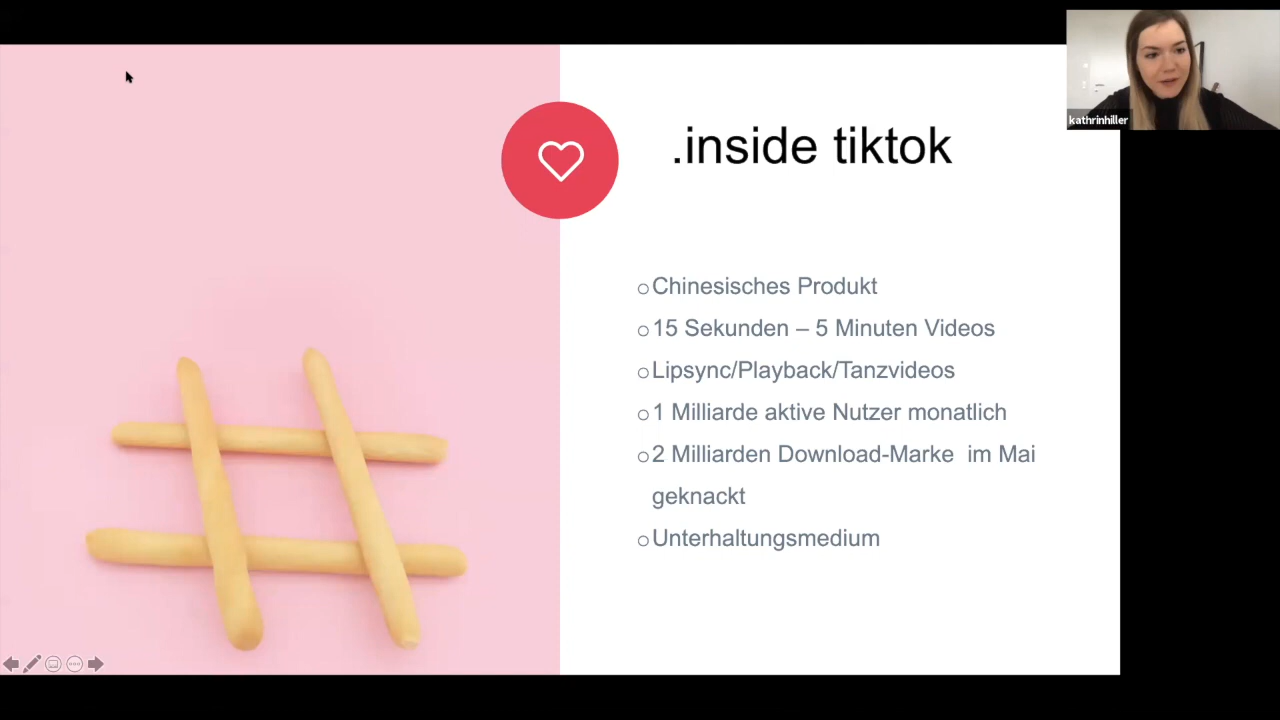 kathrinhiller
.inside tiktok
Chinesisches Produkt
15 Sekunden – 5 Minuten Videos
Lipsync/Playback/Tanzvideos
1 Milliarde aktive Nutzer monatlich
2 Milliarden Download-Marke im Mai
geknackt
Unterhaltungsmedium